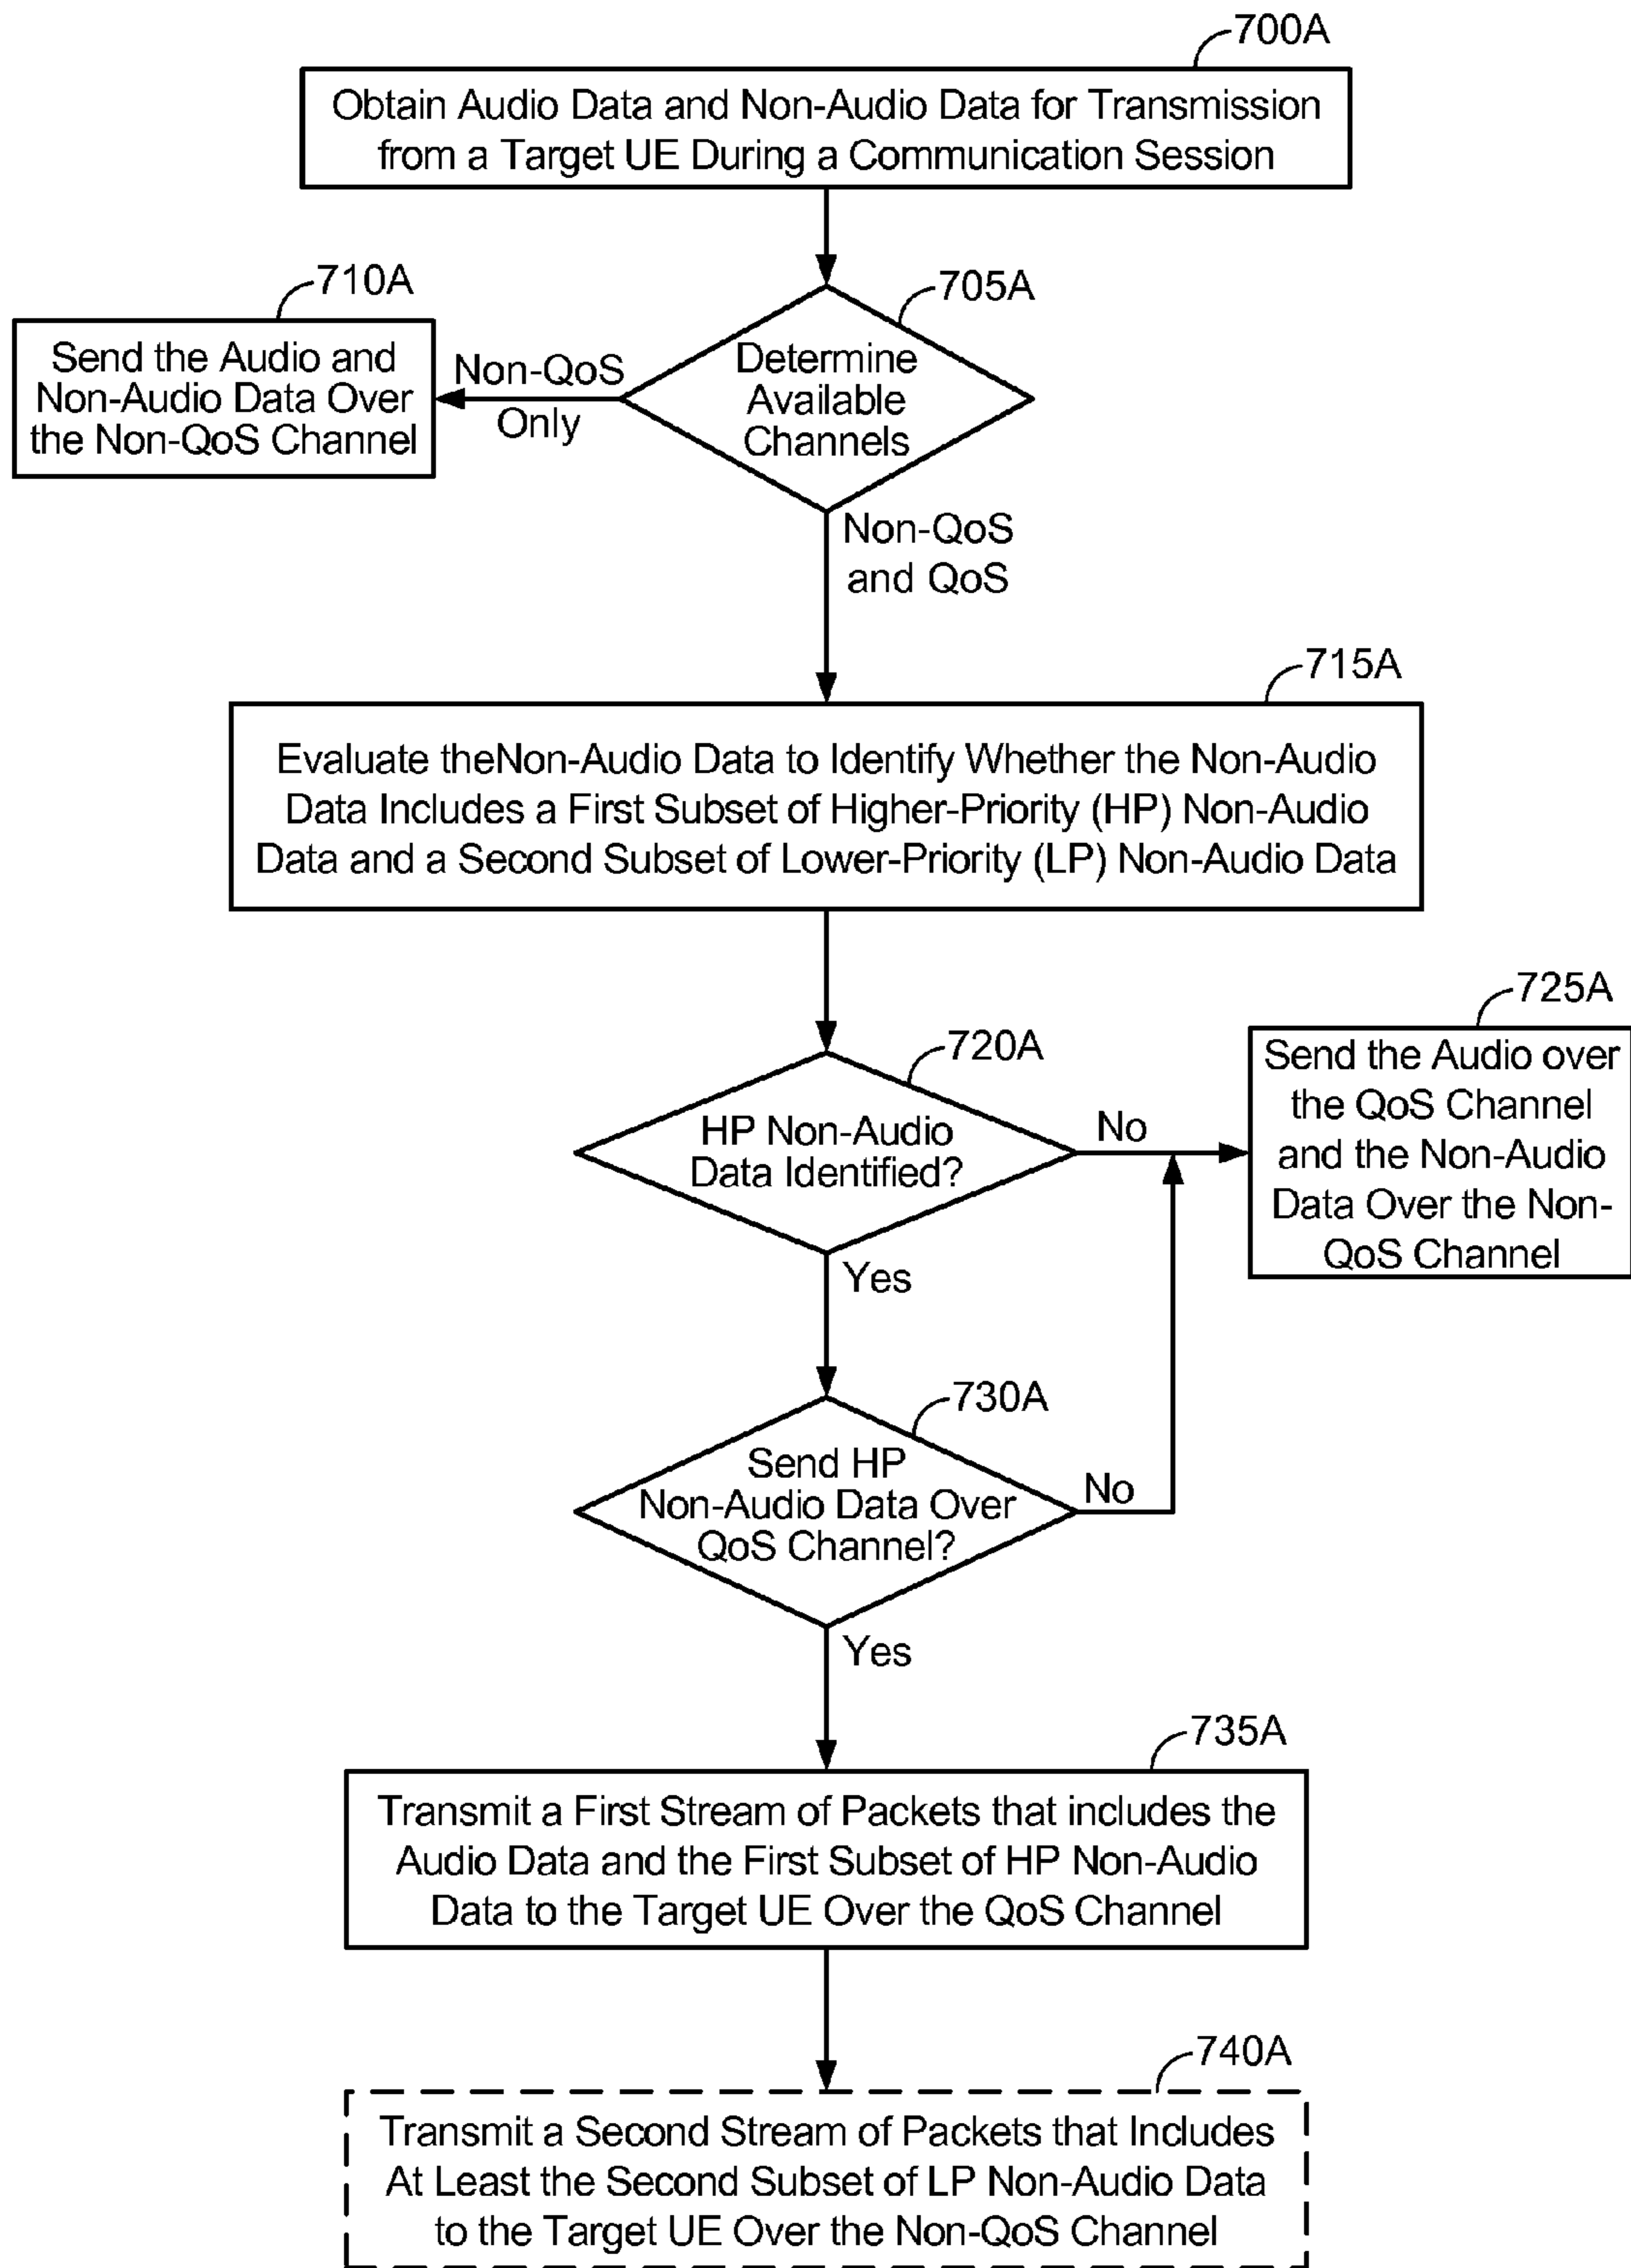 700A
Obtain Audio Data and Non-Audio Data for Transmission
from a Target UE During a Communication Session
710A
705A
Send the Audio and
Non-Audio Data Over
the Non-QoS Channel
Non-QoS
Only
Determine
Available
Channels
Non-QoS
and QoS
715A
Evaluate theNon-Audio Data to Identify Whether the Non-Audio
Data Includes a First Subset of Higher-Priority (HP) Non-Audio
Data and a Second Subset of Lower-Priority (LP) Non-Audio Data
720A
HP Non-Audio
Data Identified?
No
Yes
725A
Send the Audio over
the QoS Channel
and the Non-Audio
Data Over the Non-
QoS Channel
730A
Send HP
Non-Audio Data Over
QoS Channel?
No
Yes
735A
Transmit a First Stream of Packets that includes the
Audio Data and the First Subset of HP Non-Audio
Data to the Target UE Over the QoS Channel
740A
Transmit a Second Stream of Packets that Includes
At Least the Second Subset of LP Non-Audio Data
to the Target UE Over the Non-QoS Channel